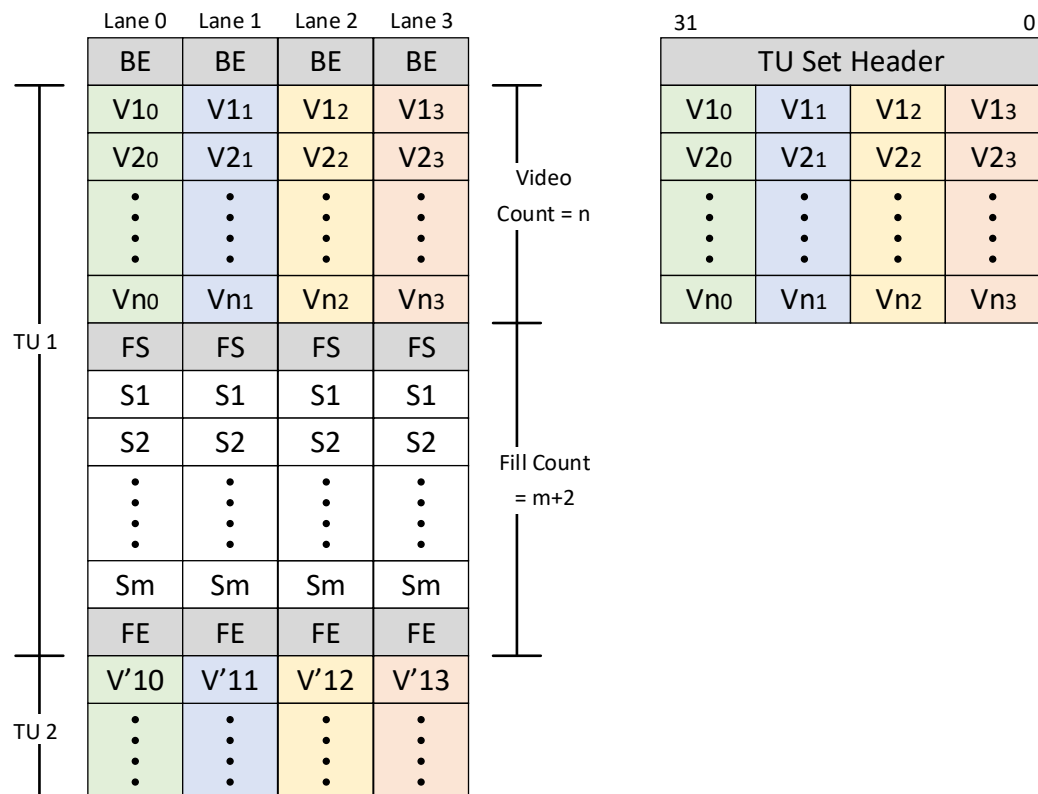 Lane 0 Lane 1 Lane 2 Lane 3
31 0
BE BE BE BE
TU Set Header
V10 V11 V12 V13
V10 V11 V12 V13
V20 V21 V22 V23
V20 V21 V22 V23
Video
Count = n
Vn0 Vn1 Vn2 Vn3
Vn0 Vn1 Vn2 Vn3
TU 1
FS FS FS FS
S1 S1 S1 S1
S2 S2 S2 S2
Fill Count
= m+2
Sm Sm Sm Sm
FE FE FE FE
V’10 V’11 V’12 V’13
TU 2